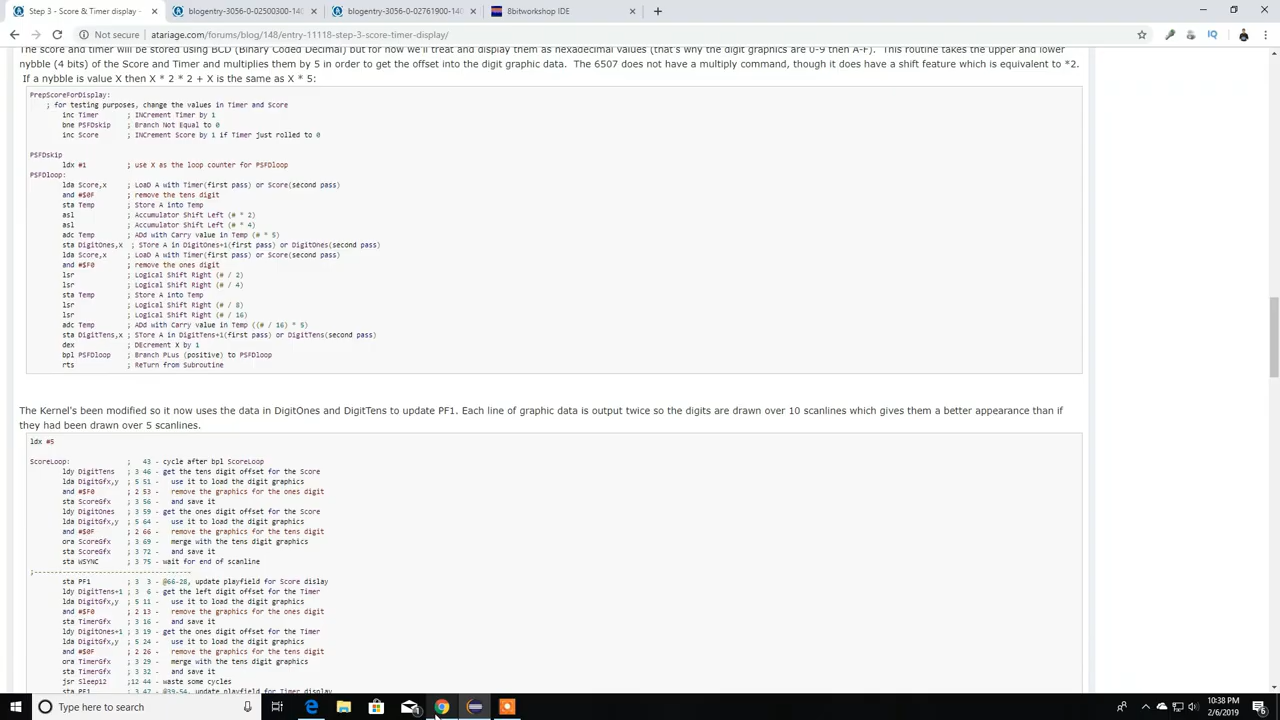 Step 3 - Score & Timer display -
blogentry-3056-0-02500300-140
blogentry-3056-0-02761900-140
8bitworkshop IDE
Not secure | atariage.com/forums/blog/148/entry-11118-step-3-score-timer-display/
The score and timer will be stored using BCD (Binary Coded Decimal) but for now we'll treat and display them as hexadecimal values (that's why the digit graphics are 0-9 then A-F). This routine takes the upper and lower
nybble (4 bits) of the Score and Timer and multiplies them by 5 in order to get the offset into the digit graphic data. The 6507 does not have a multiply command, though it does have a shift feature which is equivalent to *2.
If a nybble is value X then X * 2 * 2 + X is the same as X * 5:
PrepScoreForDisplay:
; for testing purposes, change the values in Timer and Score
inc Timer ; INCrement Timer by 1
bne PSFDskip ; Branch Not Equal to 0
inc Score ; INCrement Score by 1 if Timer just rolled to 0
PSFDskip
ldx #1 ; use X as the loop counter for PSFDloop
PSFDloop:
lda Score,x ; LoaD A with Timer(first pass) or Score(second pass)
and #$0F ; remove the tens digit
sta Temp ; Store A into Temp
asl ; Accumulator Shift Left (# * 2)
asl ; Accumulator Shift Left (# * 4)
adc Temp ; ADd with Carry value in Temp (# * 5)
sta DigitOnes,x ; STore A in DigitOnes+1(first pass) or DigitOnes(second pass)
lda Score,x ; LoaD A with Timer(first pass) or Score(second pass)
and #$F0 ; remove the ones digit
lsr ; Logical Shift Right (# / 2)
lsr ; Logical Shift Right (# / 4)
sta Temp ; Store A into Temp
lsr ; Logical Shift Right (# / 8)
lsr ; Logical Shift Right (# / 16)
adc Temp ; ADd with Carry value in Temp ((# / 16) * 5)
sta DigitTens,x ; STore A in DigitTens+1(first pass) or DigitTens(second pass)
dex ; DEcrement X by 1
bpl PSFDloop ; Branch PLus (positive) to PSFDloop
rts ; ReTurn from Subroutine
The Kernel's been modified so it now uses the data in DigitOnes and DigitTens to update PF1. Each line of graphic data is output twice so the digits are drawn over 10 scanlines which gives them a better appearance than if
they had been drawn over 5 scanlines.
ldx #5
ScoreLoop: ; 43 - cycle after bpl ScoreLoop
ldy DigitTens ; 3 46 - get the tens digit offset for the Score
lda DigitGfx,y ; 5 51 - use it to load the digit graphics
and #$F0 ; 2 53 - remove the graphics for the ones digit
sta ScoreGfx ; 3 56 - and save it
ldy DigitOnes ; 3 59 - get the ones digit offset for the Score
lda DigitGfx,y ; 5 64 - use it to load the digit graphics
and #$0F ; 2 66 - remove the graphics for the tens digit
ora ScoreGfx ; 3 69 - merge with the tens digit graphics
sta ScoreGfx ; 3 72 - and save it
sta WSYNC ; 3 75 - wait for end of scanline
;---------------------------------------
sta PF1 ; 3 3 - @66-28, update playfield for Score dislay
ldy DigitTens+1 ; 3 6 - get the left digit offset for the Timer
lda DigitGfx,y ; 5 11 - use it to load the digit graphics
and #$F0 ; 2 13 - remove the graphics for the ones digit
sta TimerGfx ; 3 16 - and save it
ldy DigitOnes+1 ; 3 19 - get the ones digit offset for the Timer
lda DigitGfx,y ; 5 24 - use it to load the digit graphics
and #$0F ; 2 26 - remove the graphics for the tens digit
ora TimerGfx ; 3 29 - merge with the tens digit graphics
sta TimerGfx ; 3 32 - and save it
jsr Sleep12 ;12 44 - waste some cycles
sta PF1 ; 3 47 - @39-54, update playfield for Timer display
Type here to search
10:38 PM
2/6/2019